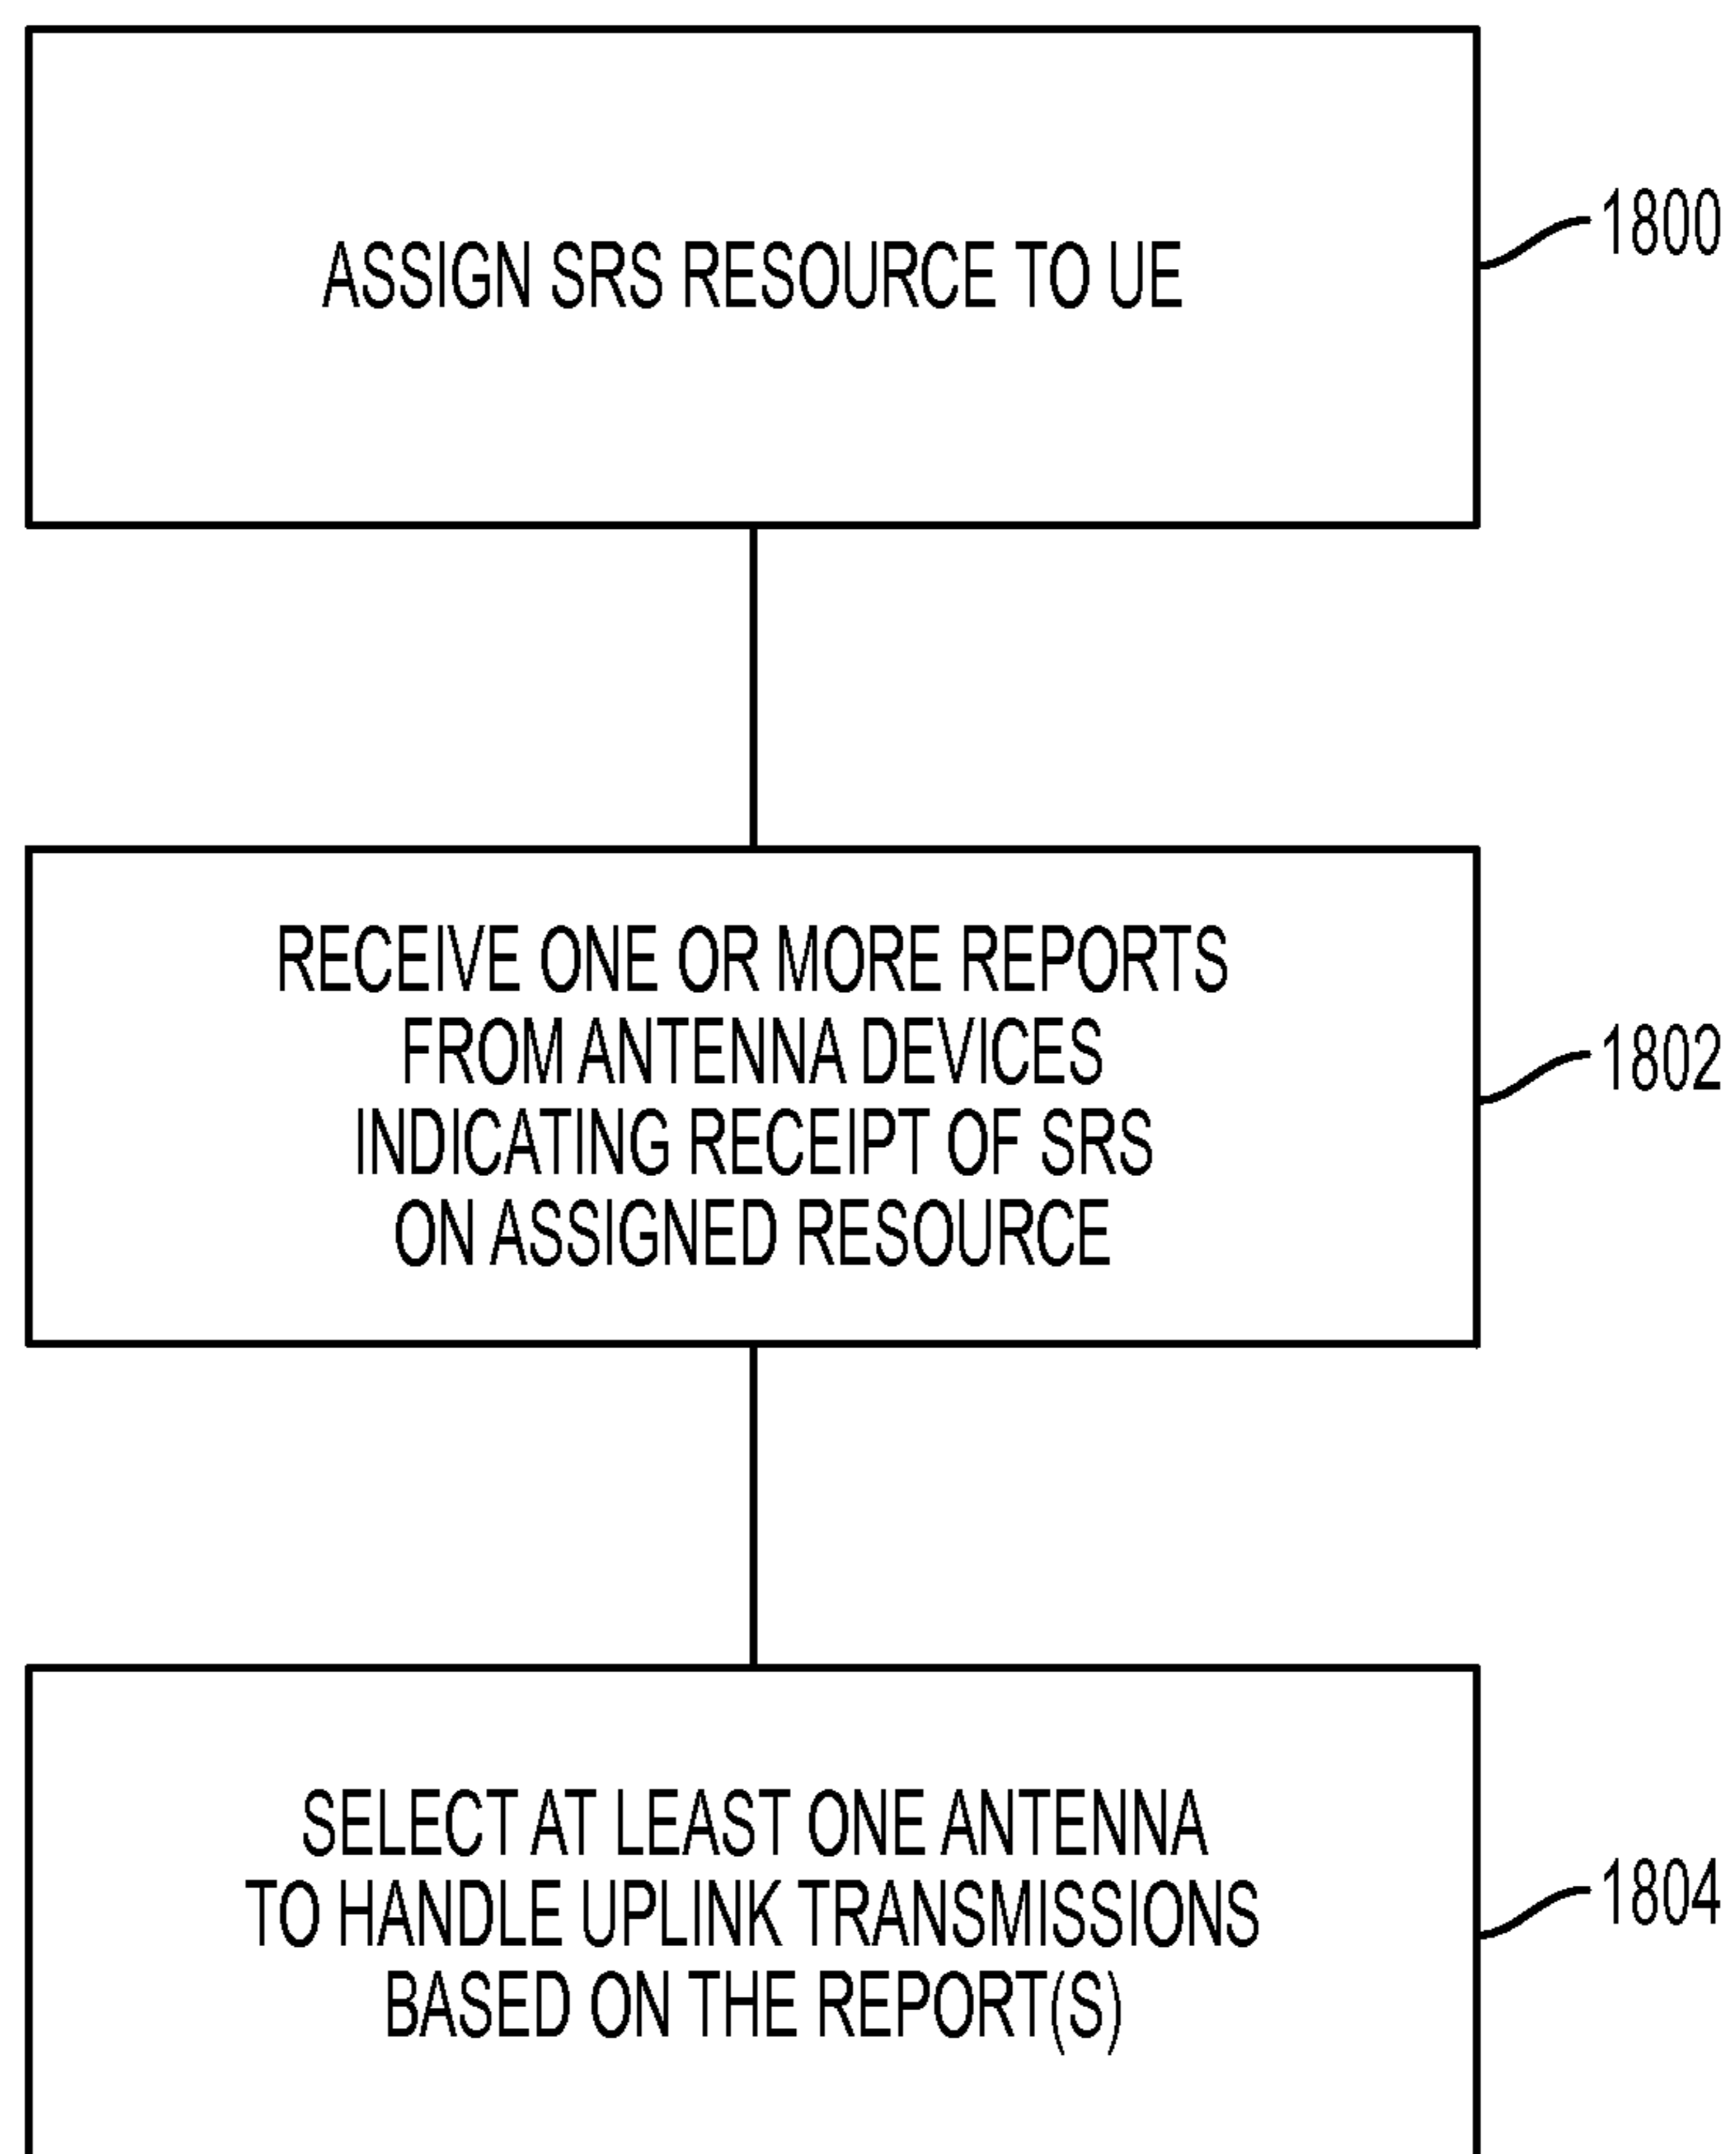 ASSIGN SRS RESOURCE TO UE
1800
RECEIVE ONE OR MORE REPORTS
FROM ANTENNA DEVICES
INDICATING RECEIPT OF SRS
ON ASSIGNED RESOURCE
1802
SELECT AT LEAST ONE ANTENNA
TO HANDLE UPLINK TRANSMISSIONS
BASED ON THE REPORT(S)
1804